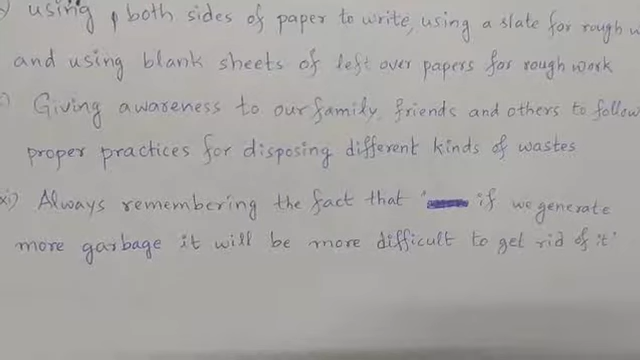 using, both sides of paper to write, using a slate for rough
and using blank sheets of left over papers for rough work
Giving awareness to our family, friends and others to follow
proper practices for disposing different kinds of wastes
xi) Always remembering the fact that ' if we generate
more garbage it will be more difficult to get rid of it'